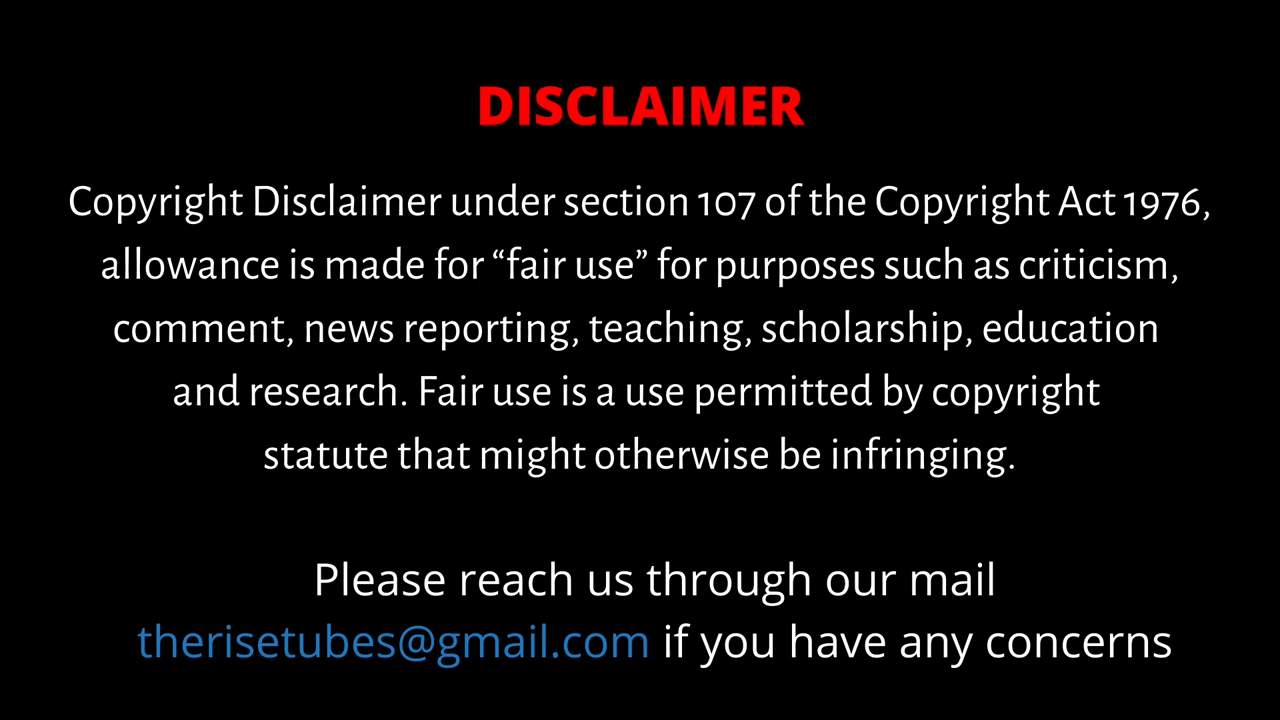 DISCLAIMER
Copyright Disclaimer under section 107 of the Copyright Act 1976,
allowance is made for “fair use” for purposes such as criticism,
comment, news reporting, teaching, scholarship, education
and research. Fair use is a use permitted by copyright
statute that might otherwise be infringing.
Please reach us through our mail
therisetubes@gmail.com if you have any concerns